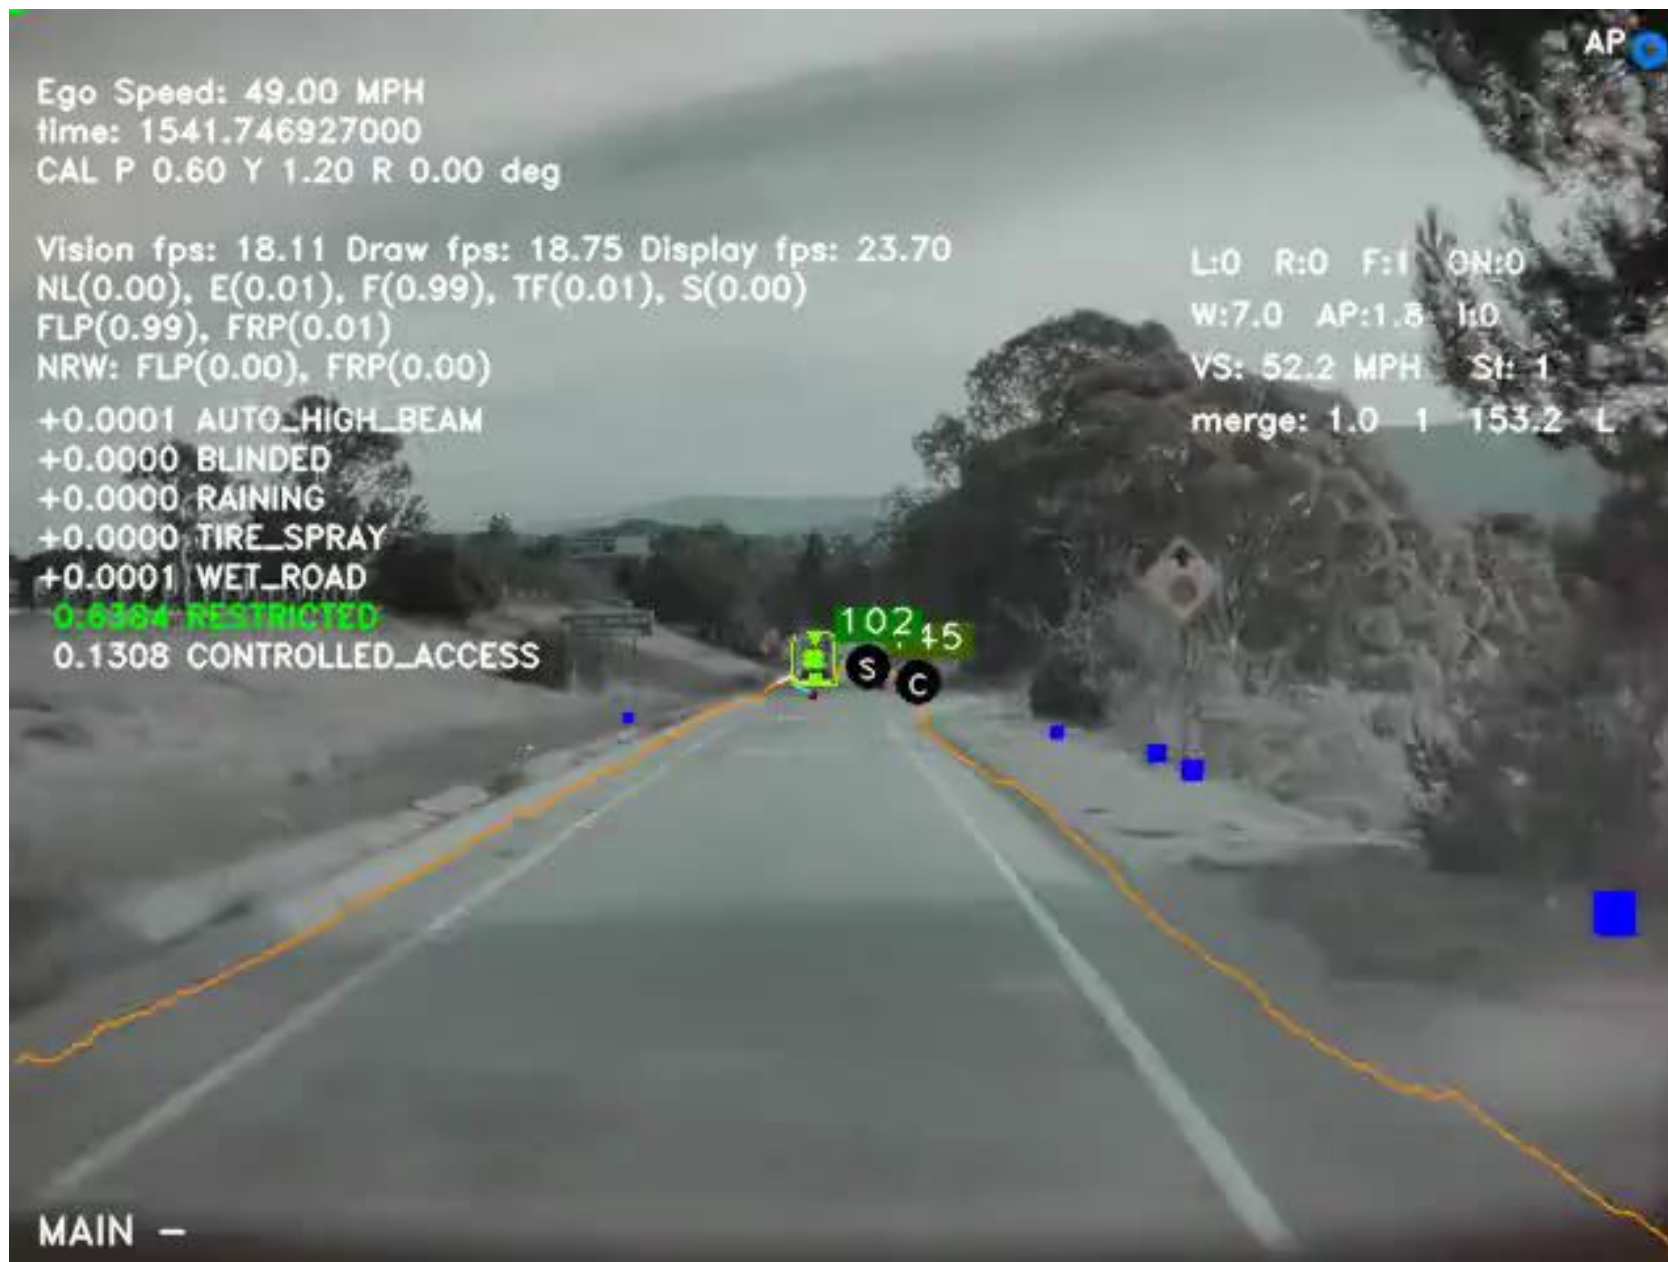 AP
Ego Speed: 49.00 MPH
time: 1541.746927000
CAL P 0.60 Y 1.20 R 0.00 deg
Vision fps: 18.11 Draw fps: 18.75 Display fps: 23.70
NL(0.00), E(0.01), F(0.99), TF(0.01), S(0.00)
FLP(0.99), FRP(0.01)
NRW: FLP(0.00), FRP(0.00)
L:0 R:0 F:1 ON:0
W:7.0 AP:1.8 I:0
VS: 52.2 MPH St: 1
merge: 1.0 1 153.2 L
+0.0001 AUTO_HIGH_BEAM
+0.0000 BLINDED
+0.0000 RAINING
+0.0000 TIRE_SPRAY
+0.0001 WET_ROAD
0.6384 RESTRICTED
0.1308 CONTROLLED_ACCESS
102
45
S
C
MAIN -